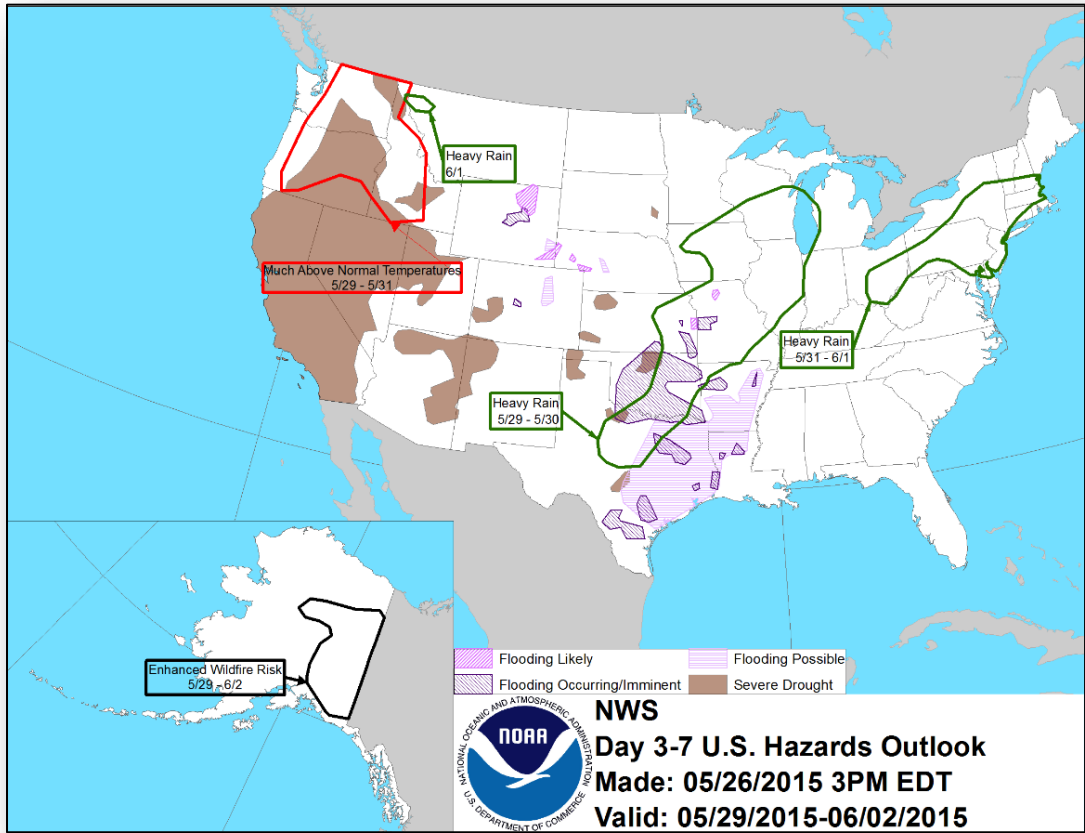 Heavy Rain
6/1
Much Above Normal Temperatures
5/29 - 5/31
Heavy Rain
5/31 - 6/1
Heavy Rain
5/29 - 5/30
Enhanced Wildfire Risk
5/29 - 6/2
Flooding Likely
Flooding Possible
Flooding Occurring/Imminent
Severe Drought
NATIONAL OCEANIC AND ATMOSPHERIC ADMINISTRATION
NOAA
U.S. DEPARTMENT OF COMMERCE
NWS
Day 3-7 U.S. Hazards Outlook
Made: 05/26/2015 3PM EDT
Valid: 05/29/2015-06/02/2015